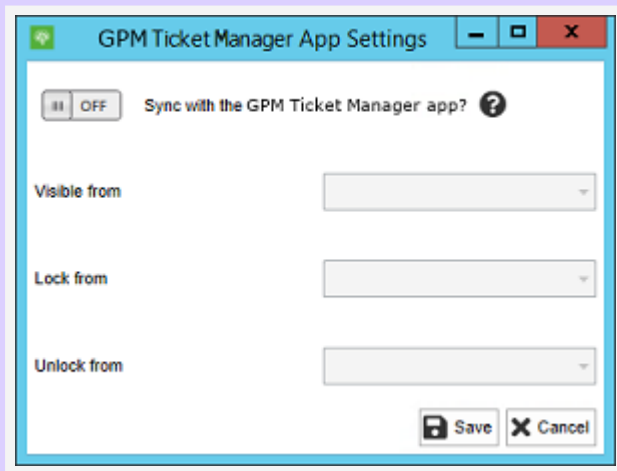 GPM Ticket Manager App Settings
OFF Sync with the GPM Ticket Manager app?
Visible from
Lock from
Unlock from
Save Cancel